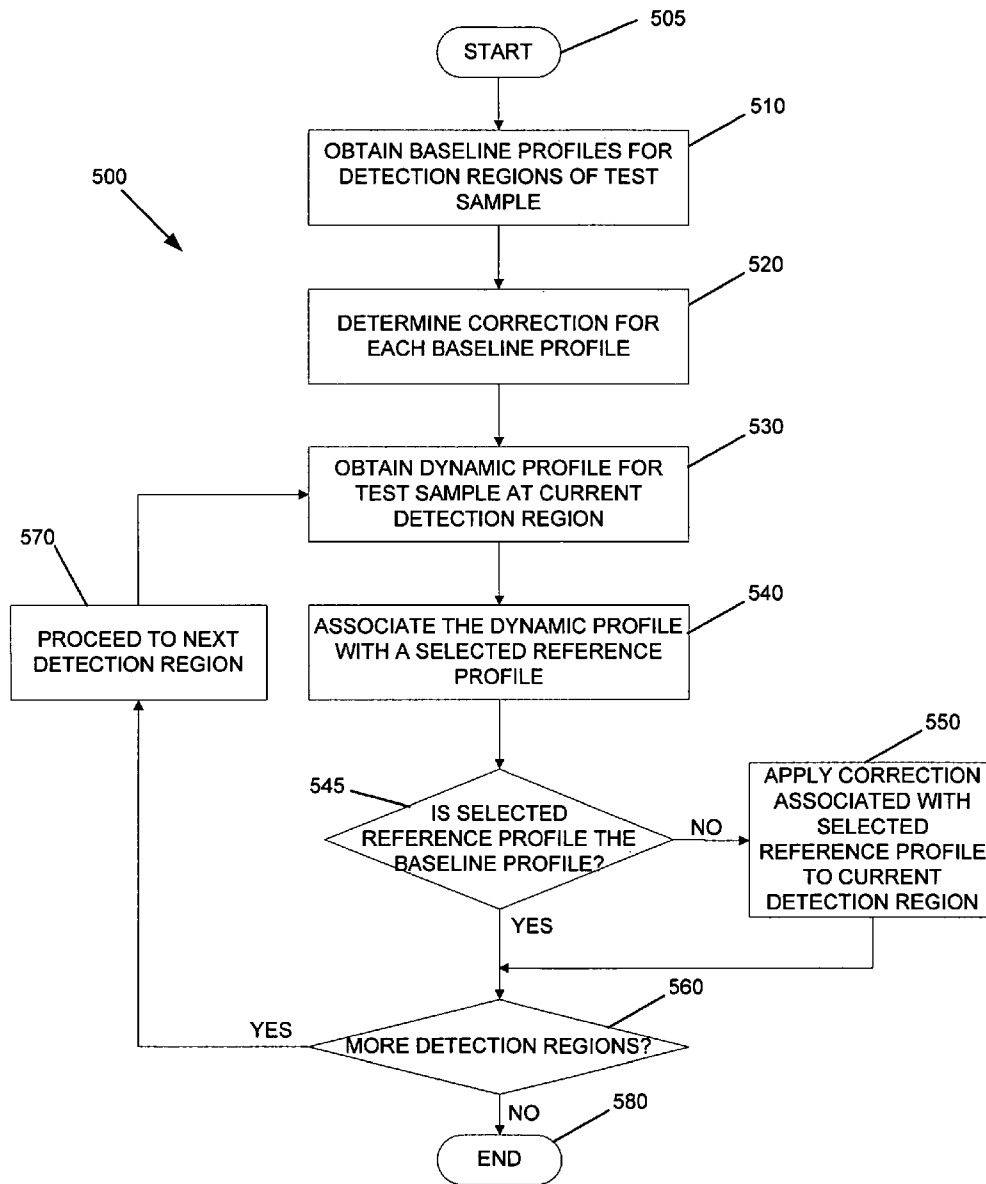 505
START
510
OBTAIN BASELINE PROFILES FOR
DETECTION REGIONS OF TEST
SAMPLE
500
520
DETERMINE CORRECTION FOR
EACH BASELINE PROFILE
530
OBTAIN DYNAMIC PROFILE FOR
TEST SAMPLE AT CURRENT
DETECTION REGION
570
PROCEED TO NEXT
DETECTION REGION
540
ASSOCIATE THE DYNAMIC PROFILE
WITH A SELECTED REFERENCE
PROFILE
545
IS SELECTED
REFERENCE PROFILE THE
BASELINE PROFILE?
NO
550
APPLY CORRECTION
ASSOCIATED WITH
SELECTED
REFERENCE PROFILE
TO CURRENT
DETECTION REGION
YES
560
YES
MORE DETECTION REGIONS?
NO
580
END